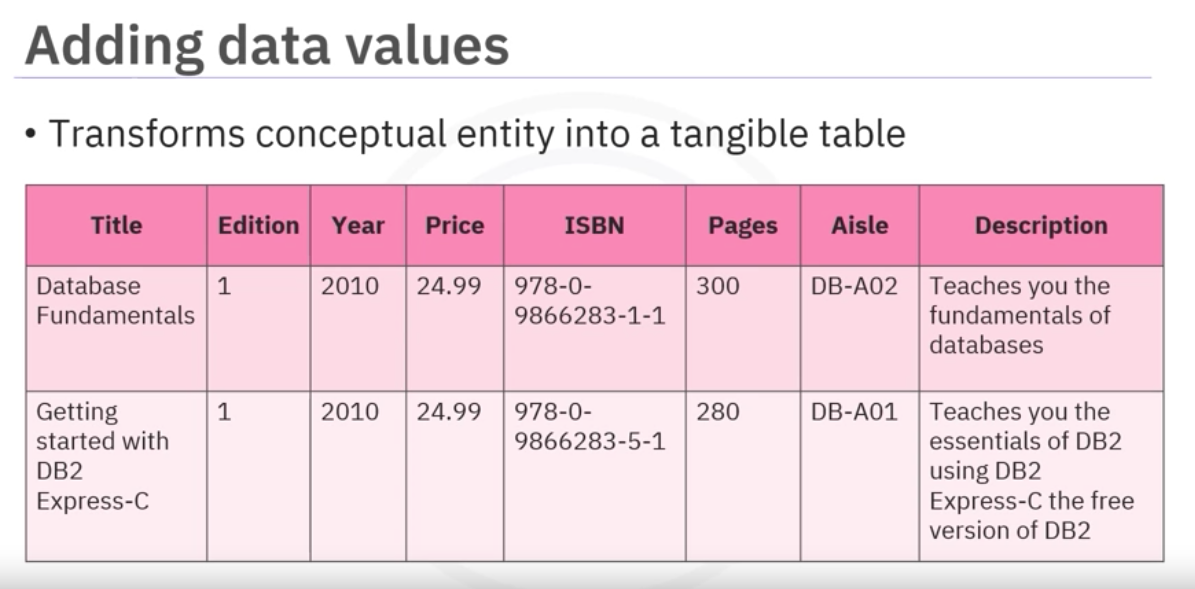 Adding data values
• Transforms conceptual entity into a tangible table
Title Edition Year Price ISBN Pages Aisle Description
Database 1 2010 24.99 978-0- 300 DB-A02 Teaches you the
Fundamentals 9866283-1-1 fundamentals of
databases
Getting 1 2010 24.99 978-0- 280 DB-A01 Teaches you the
started with 9866283-5-1 essentials of DB2
DB2 using DB2
Express-C Express-C the free
version of DB2